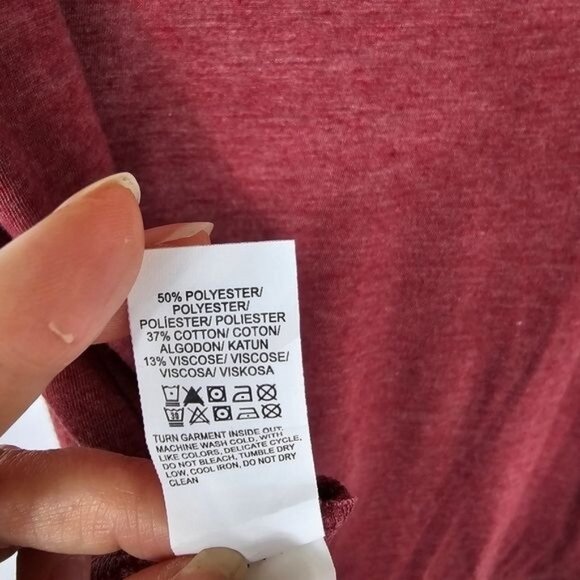 50% POLYESTER/
POLYESTER/
POLÍESTER/ POLIESTER
37% COTTON/ COTON/
ALGODON/ KATUN
13% VISCOSE/ VISCOSE/
VISCOSA/ VISKOSA
30
TURN GARMENT INSIDE OUT,
MACHINE WASH COLD, WITH
LIKE COLORS, DELICATE CYCLE,
DO NOT BLEACH, TUMBLE DRY
LOW, COOL IRON, DO NOT DRY
CLEAN